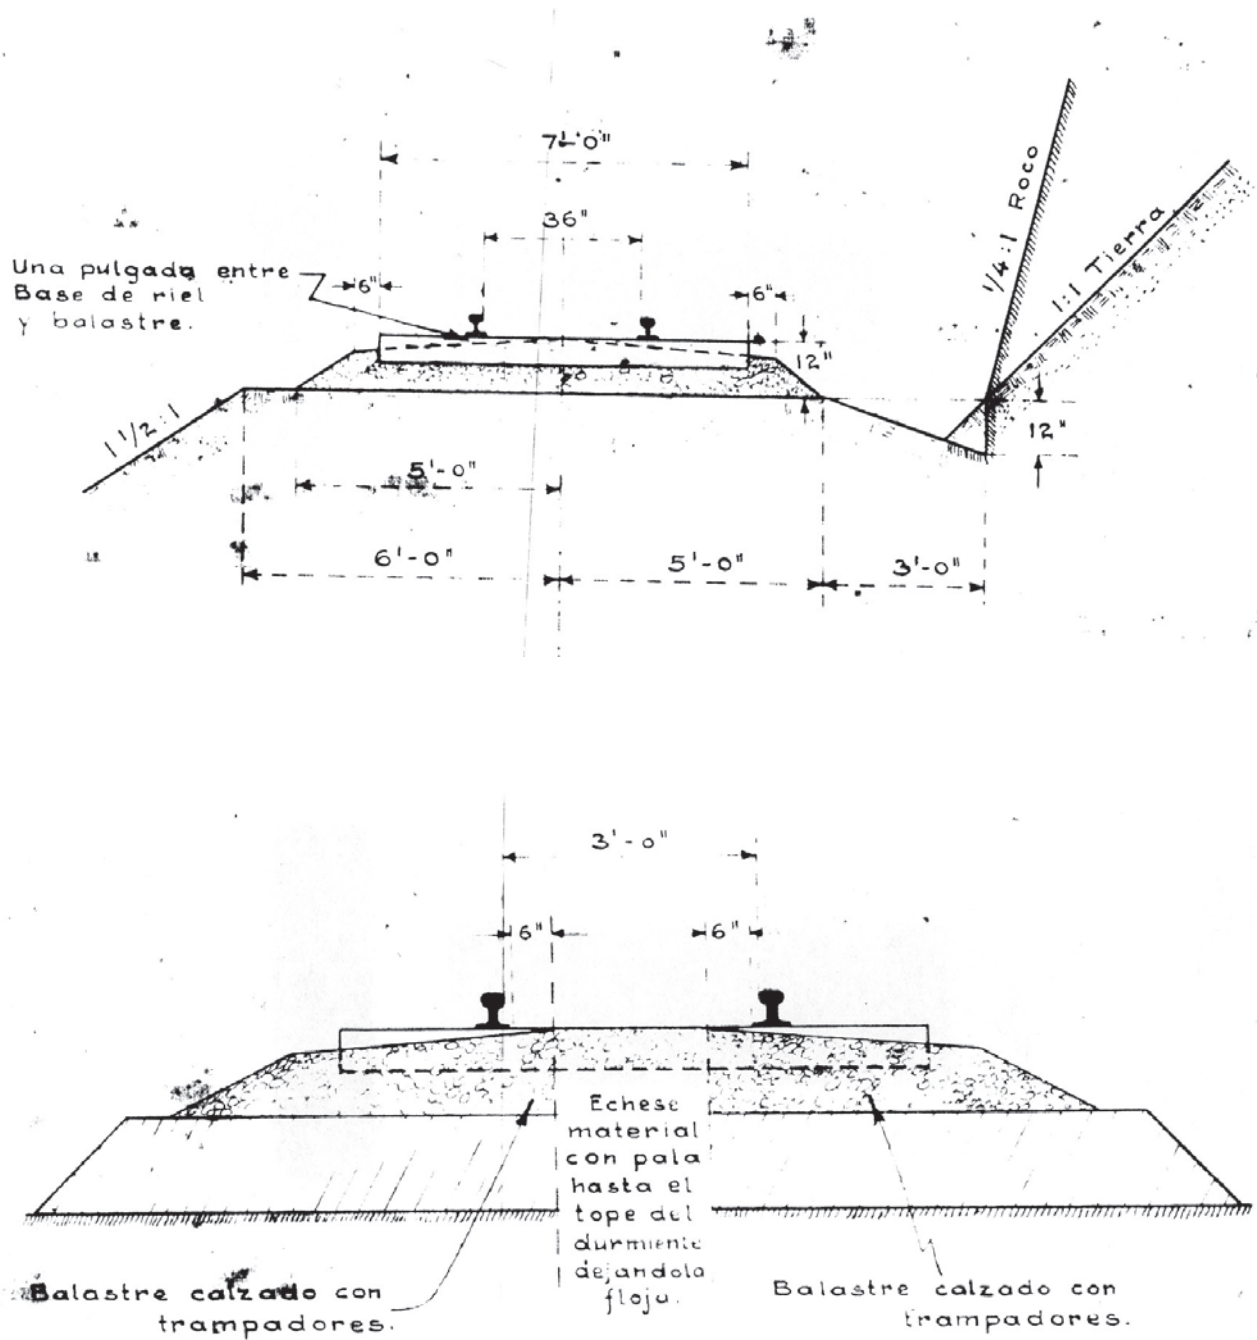 7'-0"
36"
Una pulgada entre
Base de riel
y balastre.
6"
6"
12"
1/4:1 Roco
1:1 Tierra
12"
1 1/2:1
5'-0"
6'-0"
5'-0"
3'-0"
3'-0"
6"
6"
Echese
material
con pala
hasta el
tope del
durmiente
dejandola
floja.
Balastre calzado con
trampadores.
Balastre calzado con
trampadores.